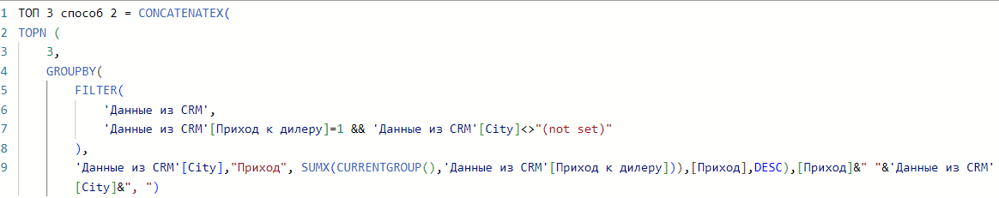 1 ТОП 3 способ 2 = CONCATENATEX(
2 TOPN (
3 3,
4 GROUPBY(
5 FILTER(
6 'Данные из CRM',
7 'Данные из CRM'[Приход к дилеру]=1 && 'Данные из CRM'[City]<>"(not set)"
8 ),
9 'Данные из CRM'[City],"Приход", SUMX(CURRENTGROUP(),'Данные из CRM'[Приход к дилеру])),[Приход],DESC),[Приход]&" "&'Данные из CRM'
[City]&", ")